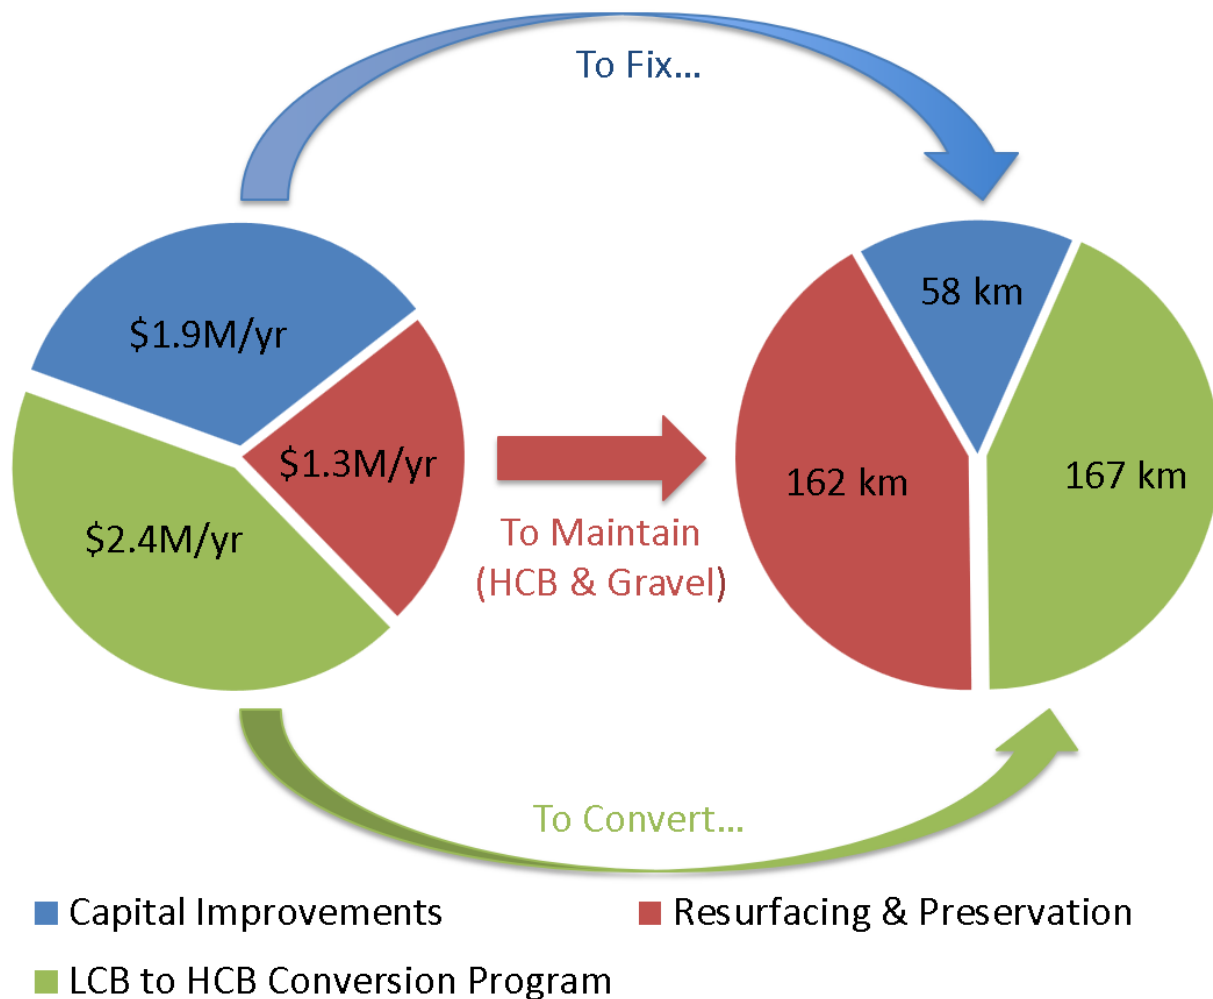 To Fix...
$1.9M/yr
58 km
$1.3M/yr
162 km
167 km
$2.4M/yr
To Maintain
(HCB & Gravel)
To Convert...
Capital Improvements
Resurfacing & Preservation
LCB to HCB Conversion Program